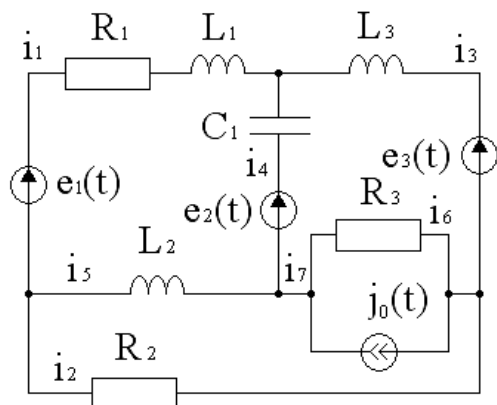 R₁ L₁ L₃
i₁ i₃
C₁
i₄ e₃(t)
e₁(t) e₂(t) R₃
i₆
L₂
i₅ i₇
j₀(t)
R₂
i₂